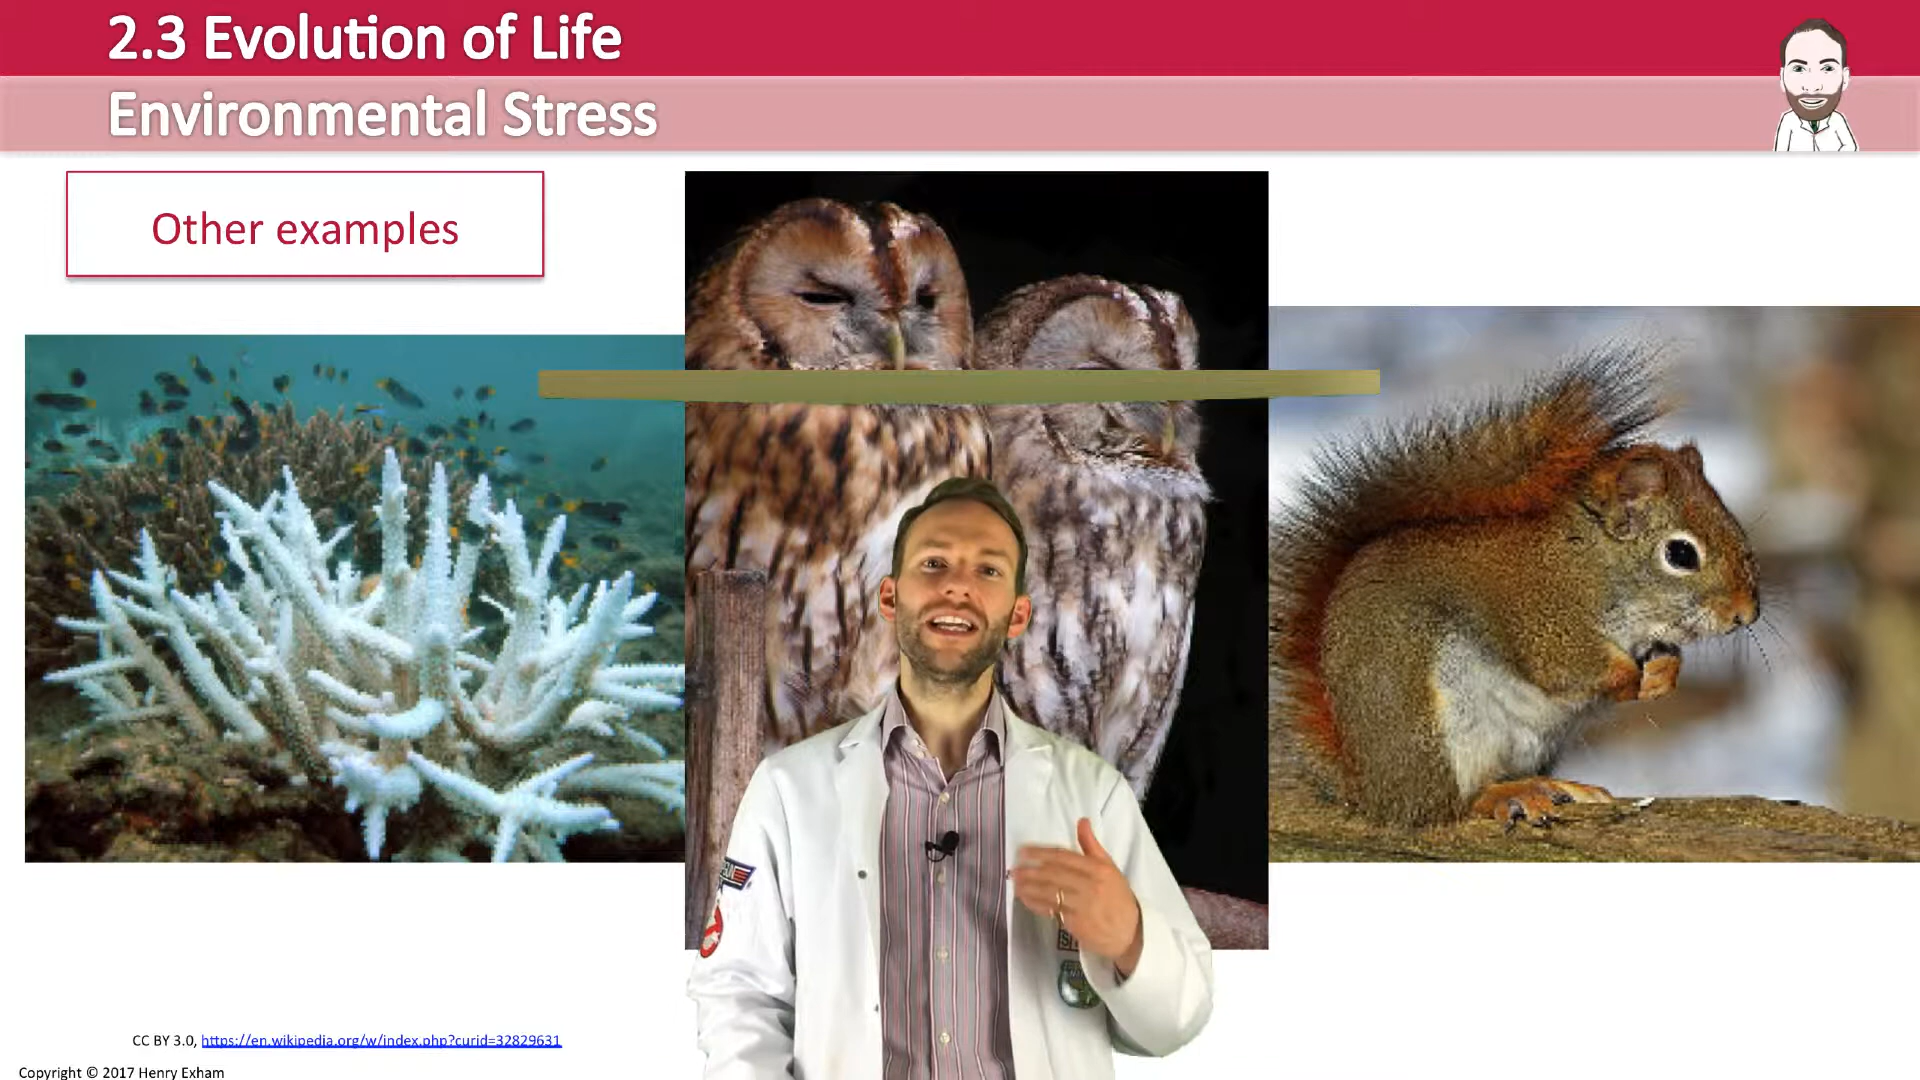 2.3 Evolution of Life
Environmental Stress
Other examples
CC BY 3.0, https://en.wikipedia.org/w/index.php?curid=32829631
Copyright © 2017 Henry Exham